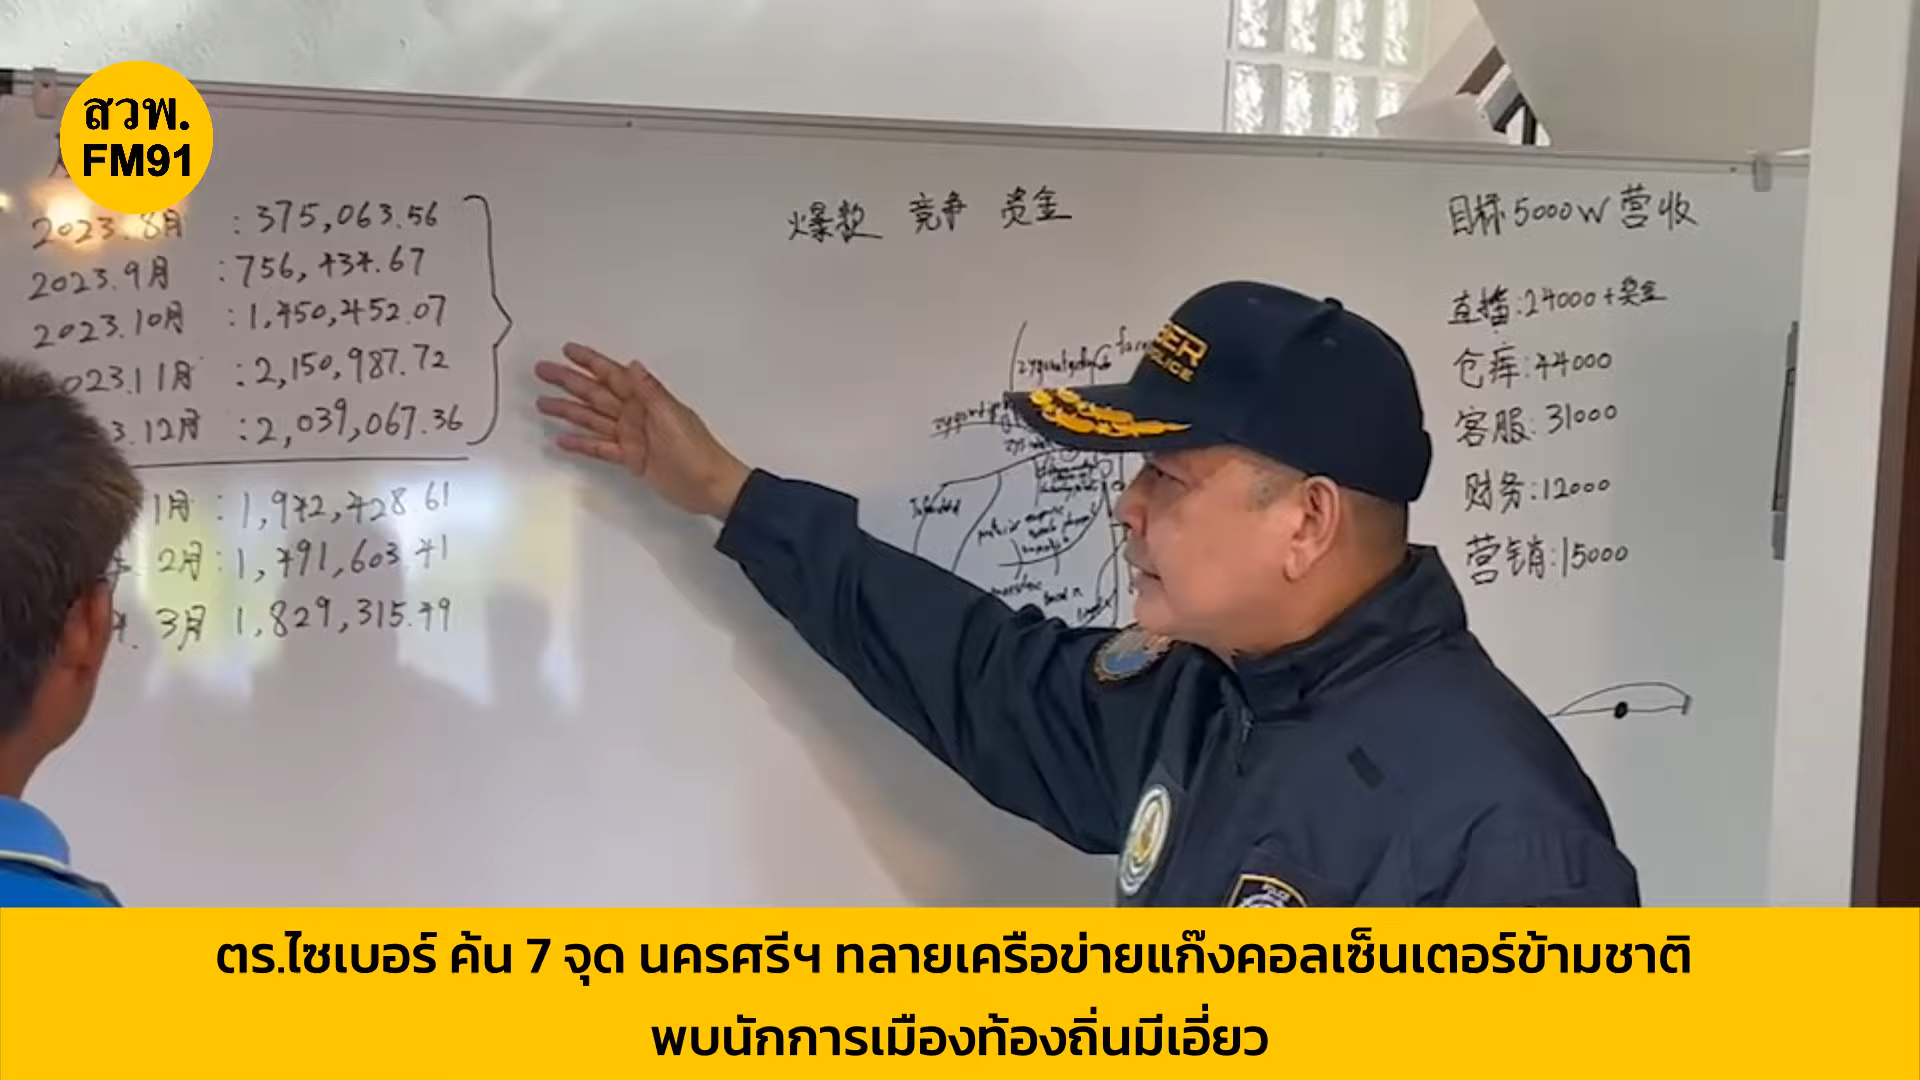 สวพ.
FM91
2023.8月 : 375,063.56
2023.9月 : 756,434.67
2023.10月 : 1,450,452.07
2023.11月 : 2,150,987.72
3.12月 : 2,039,067.36
1月 : 1,942,428.61
2月 : 1,491,603.41
3月 1,829,315.49
爆款 竞争 资金
目标5000W营收
直播:24000+奖金
仓库:44000
客服:31000
财务:12000
营销:15000
POLICE
ตร.ไซเบอร์ ค้น 7 จุด นครศรีฯ ทลายเครือข่ายแก๊งคอลเซ็นเตอร์ข้ามชาติ
พบนักการเมืองท้องถิ่นมีเอี่ยว